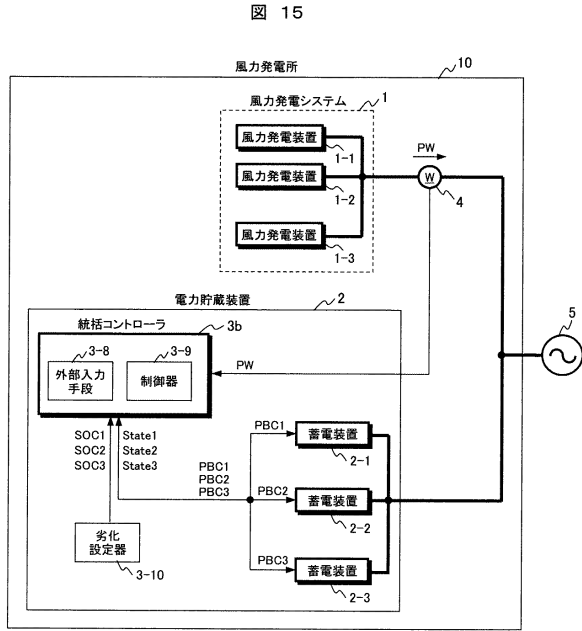 図 15
風力発電所
10
風力発電システム
1
風力発電装置
1-1
風力発電装置
1-2
風力発電装置
1-3
PW
W
4
5
電力貯蔵装置
2
統括コントローラ
3b
3-8
外部入力
手段
3-9
制御器
PW
SOC1
SOC2
SOC3
State1
State2
State3
PBC1
PBC2
PBC3
PBC1
蓄電装置
2-1
PBC2
蓄電装置
2-2
PBC3
蓄電装置
2-3
劣化
設定器
3-10